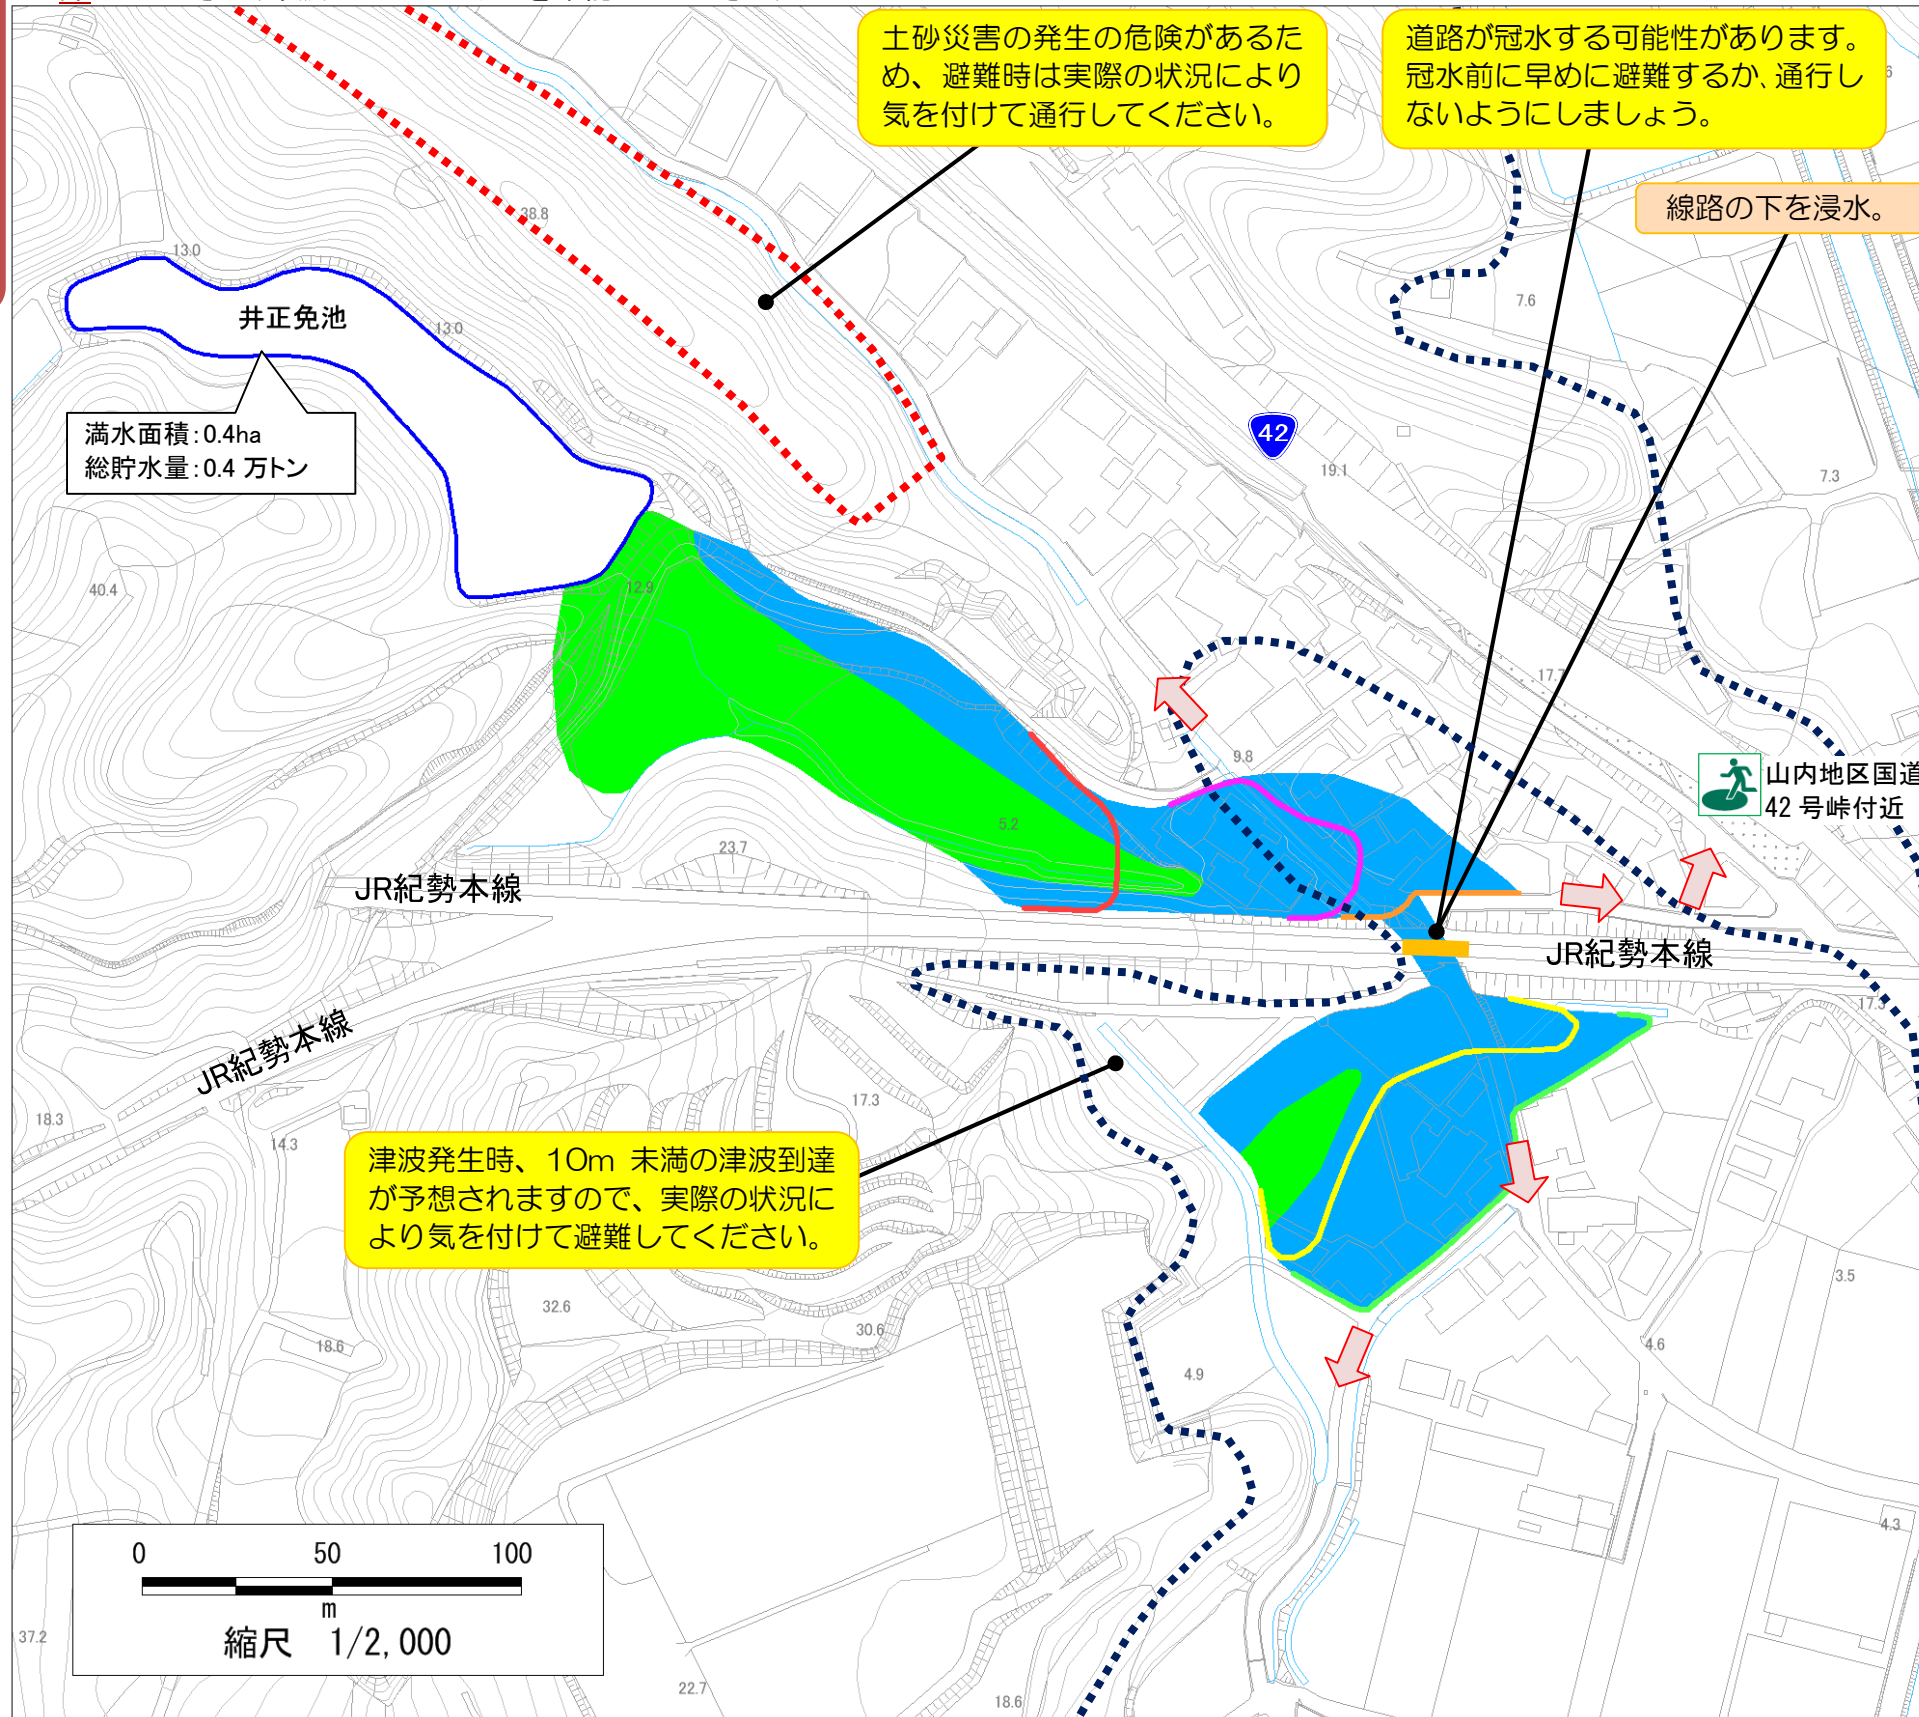 土砂災害の発生の危険があるた
め、避難時は実際の状況により
気を付けて通行してください。
道路が冠水する可能性があります。
冠水前に早めに避難するか、通行し
ないようにしましょう。
線路の下を浸水。
38.8
13.0
13.0
井正免池
満水面積:0.4ha
総貯水量:0.4 万トン
7.6
42
19.1
7.3
40.4
12.9
17.7
9.8
山内地区国道
42 号峠付近
5.2
23.7
JR紀勢本線
JR紀勢本線
JR紀勢本線
17.3
18.3
14.3
17.3
津波発生時、10m 未満の津波到達
が予想されますので、実際の状況に
より気を付けて避難してください。
3.5
32.6
30.6
18.6
4.6
4.9
4.3
0 50 100
m
縮尺 1/2,000
37.2
22.7
18.6